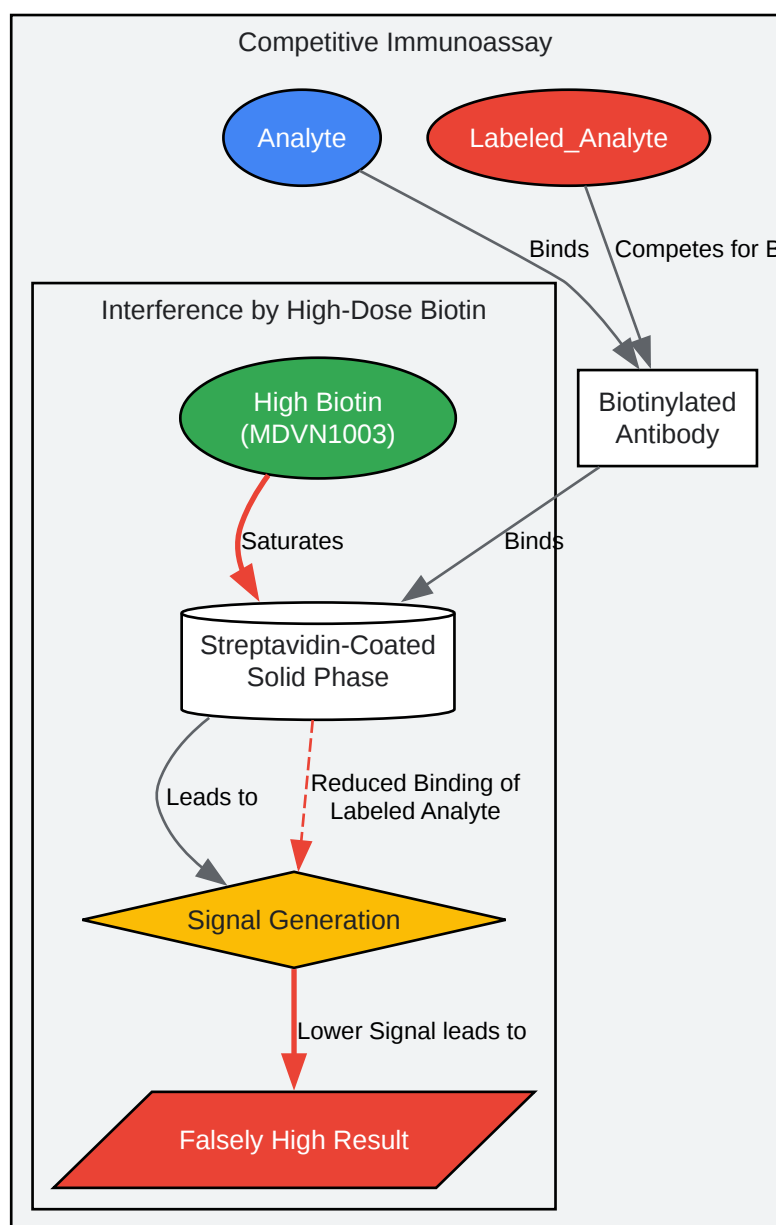 Competitive Immunoassay
Analyte
Labeled_Analyte
Binds
Competes for B
Interference by High-Dose Biotin
High Biotin
(MDVN1003)
Biotinylated
Antibody
Saturates
Binds
Streptavidin-Coated
Solid Phase
Leads to
Reduced Binding of
Labeled Analyte
Signal Generation
Lower Signal leads to
Falsely High Result